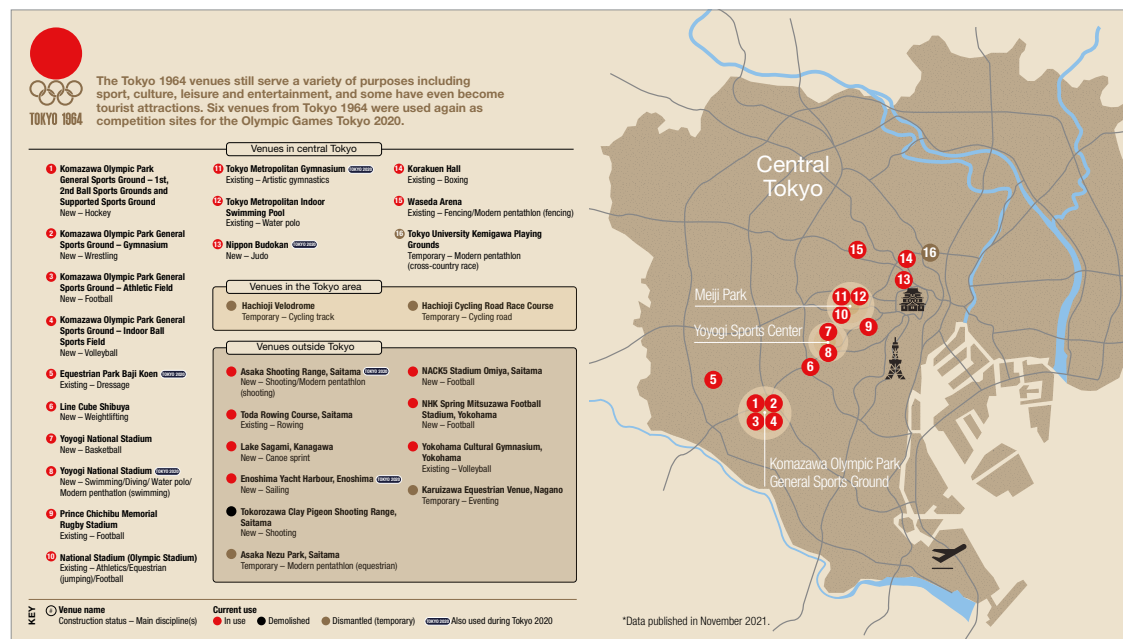 TOKYO 1964
The Tokyo 1964 venues still serve a variety of purposes including
sport, culture, leisure and entertainment, and some have even become
tourist attractions. Six venues from Tokyo 1964 were used again as
competition sites for the Olympic Games Tokyo 2020.
Venues in central Tokyo
1 Komazawa Olympic Park
General Sports Ground – 1st,
2nd Ball Sports Grounds and
Supported Sports Ground
New – Hockey
2 Komazawa Olympic Park General
Sports Ground – Gymnasium
New – Wrestling
3 Komazawa Olympic Park General
Sports Ground – Athletic Field
New – Football
4 Komazawa Olympic Park General
Sports Ground – Indoor Ball
Sports Field
New – Volleyball
5 Equestrian Park Baji Koen TOKYO 2020
Existing – Dressage
6 Line Cube Shibuya
New – Weightlifting
7 Yoyogi National Stadium
New – Basketball
8 Yoyogi National Stadium TOKYO 2020
New – Swimming/Diving/ Water polo/
Modern penthatlon (swimming)
9 Prince Chichibu Memorial
Rugby Stadium
Existing – Football
10 National Stadium (Olympic Stadium)
Existing – Athletics/Equestrian
(jumping)/Football
11 Tokyo Metropolitan Gymnasium TOKYO 2020
Existing – Artistic gymnastics
12 Tokyo Metropolitan Indoor
Swimming Pool
Existing – Water polo
13 Nippon Budokan TOKYO 2020
New – Judo
14 Korakuen Hall
Existing – Boxing
15 Waseda Arena
Existing – Fencing/Modern pentathlon (fencing)
16 Tokyo University Kemigawa Playing
Grounds
Temporary – Modern pentathlon
(cross-country race)
Venues in the Tokyo area
Hachioji Velodrome
Temporary – Cycling track
Hachioji Cycling Road Race Course
Temporary – Cycling road
Venues outside Tokyo
Asaka Shooting Range, Saitama TOKYO 2020
New – Shooting/Modern pentathlon
(shooting)
Toda Rowing Course, Saitama
Existing – Rowing
Lake Sagami, Kanagawa
New – Canoe sprint
Enoshima Yacht Harbour, Enoshima TOKYO 2020
New – Sailing
Tokorozawa Clay Pigeon Shooting Range,
Saitama
New – Shooting
Asaka Nezu Park, Saitama
Temporary – Modern pentathlon (equestrian)
NACK5 Stadium Omiya, Saitama
New – Football
NHK Spring Mitsuzawa Football
Stadium, Yokohama
New – Football
Yokohama Cultural Gymnasium,
Yokohama
Existing – Volleyball
Karuizawa Equestrian Venue, Nagano
Temporary – Eventing
KEY
# Venue name
Construction status – Main discipline(s)
Current use
In use Demolished Dismantled (temporary) TOKYO 2020 Also used during Tokyo 2020
Central
Tokyo
15
14
16
13
Meiji Park
11 12
10
Yoyogi Sports Center
7
9
8
6
5
1 2
3 4
Komazawa Olympic Park
General Sports Ground
*Data published in November 2021.